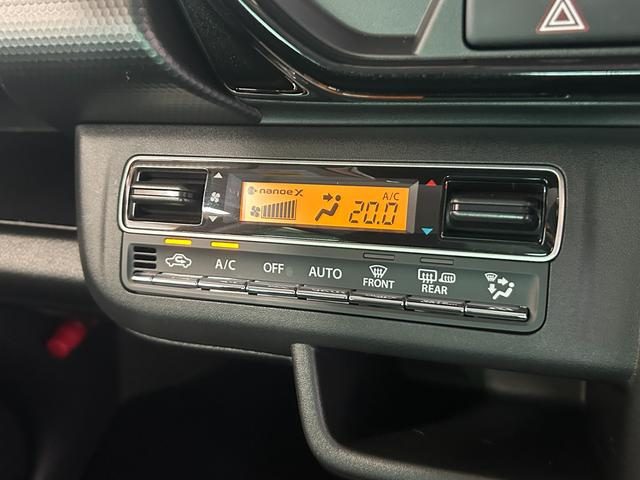 nanoe X
A/C
20.0
A/C
OFF
AUTO
FRONT
REAR